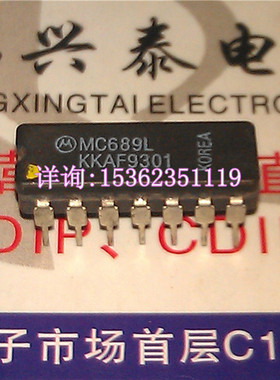 兴泰电
GXINGTAI ELECTRO
MC689L
KKAF9301
KOREA
详询:15362351119
DIP、CDI
子市场首层C1